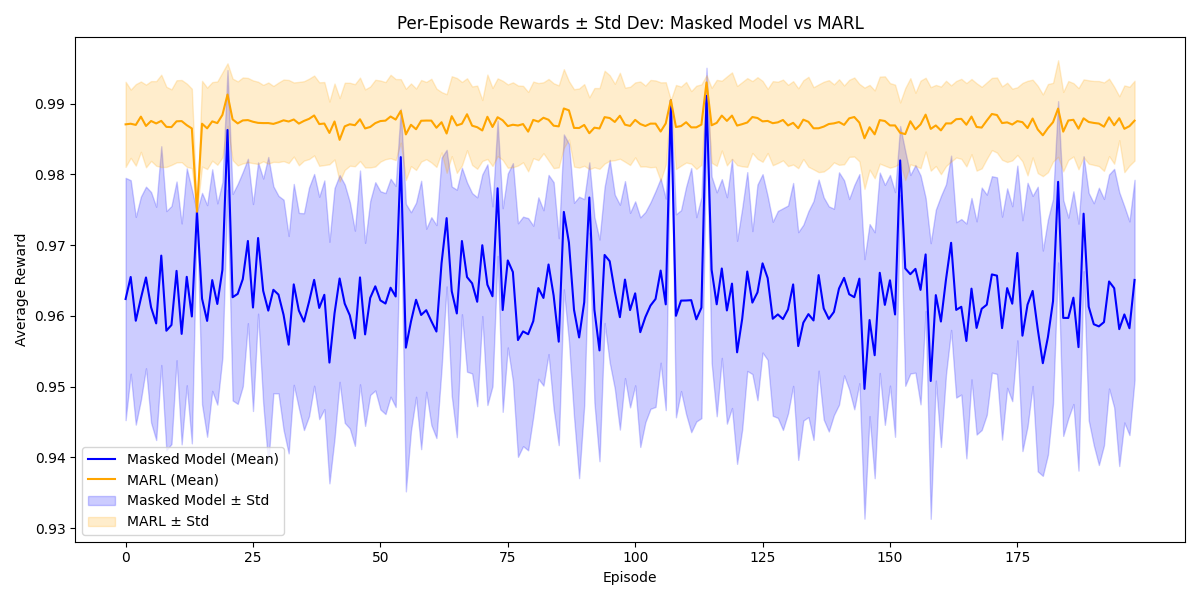 Per-Episode Rewards ± Std Dev: Masked Model vs MARL
Average Reward
0.99
0.98
0.97
0.96
0.95
0.94
0.93
Masked Model (Mean)
MARL (Mean)
Masked Model ± Std
MARL ± Std
0 25 50 75 100 125 150 175
Episode